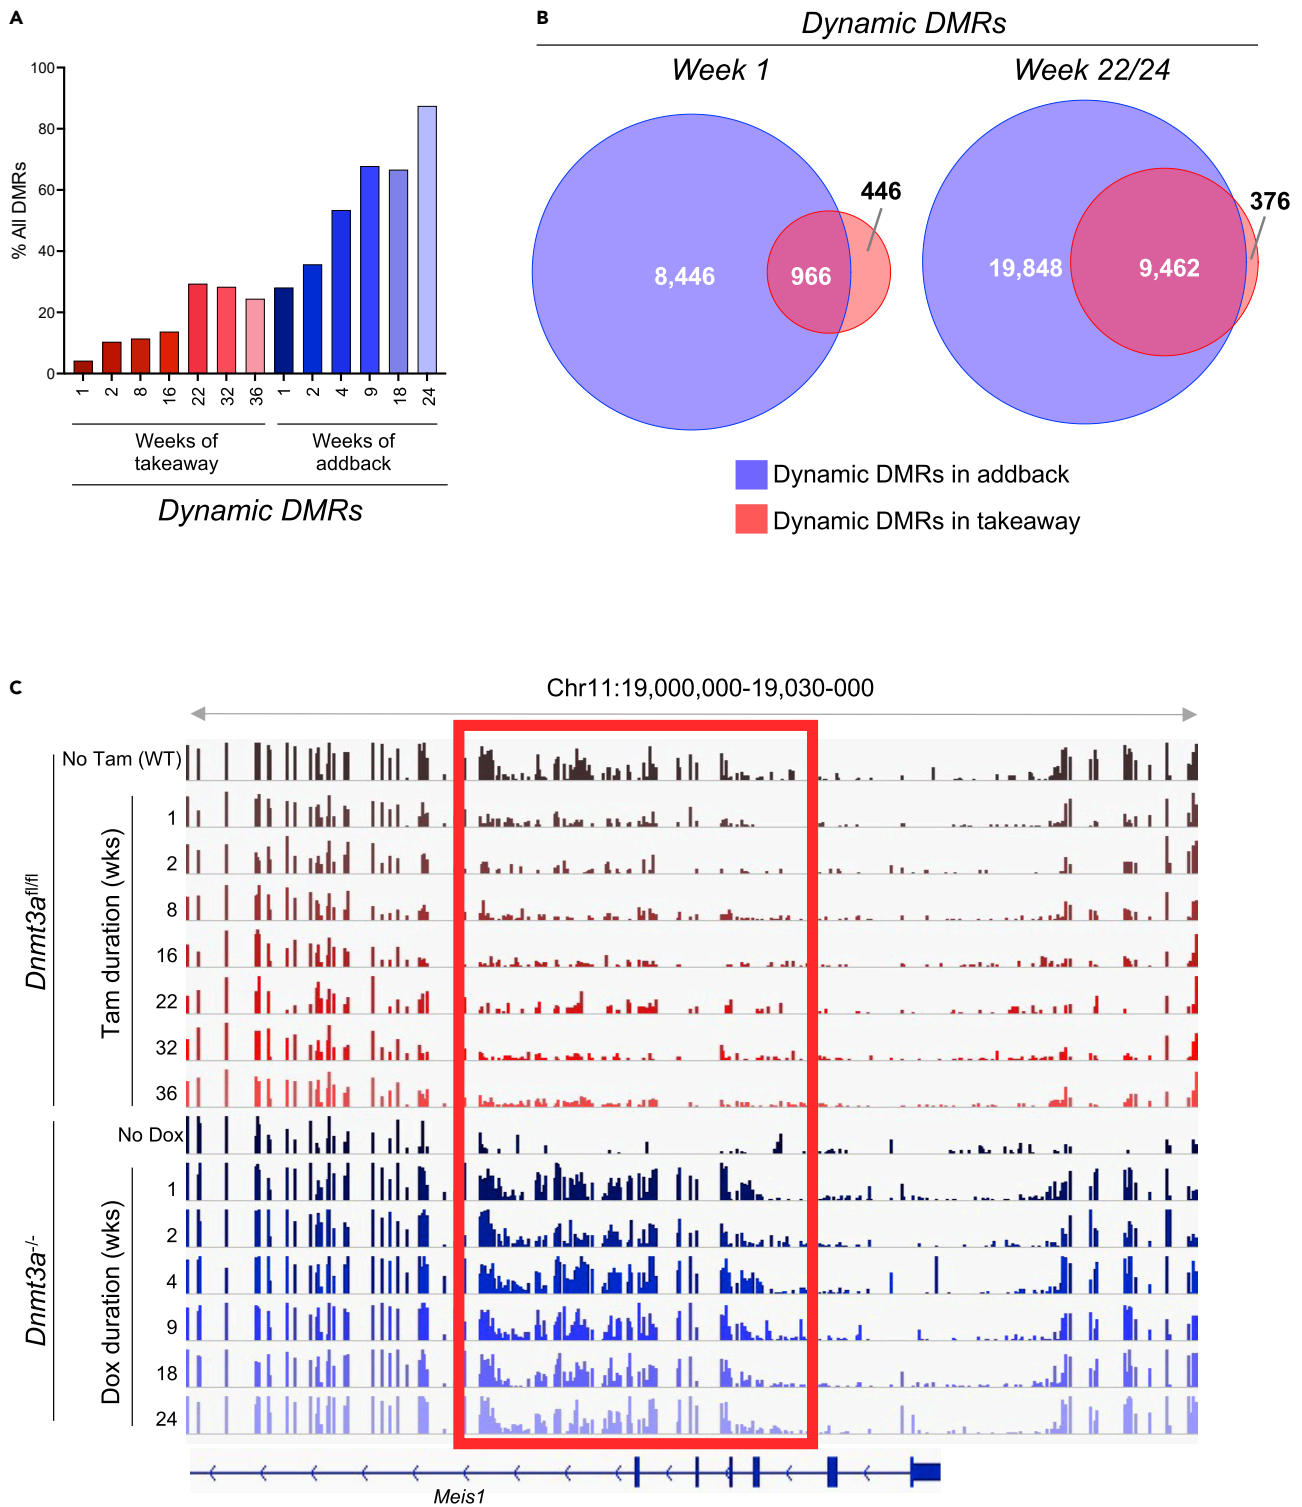 A
100
80
60
40
20
0
% All DMRs
1 2 8 16 22 32 36 1 2 4 9 18 24
Weeks of takeaway
Weeks of addback
Dynamic DMRs
B
Dynamic DMRs
Week 1
Week 22/24
446
8,446
966
376
19,848
9,462
Dynamic DMRs in addback
Dynamic DMRs in takeaway
C
Chr11:19,000,000-19,030-000
Dnmt3afl/fl
No Tam (WT)
Tam duration (wks)
1
2
8
16
22
32
36
Dnmt3a-/-
No Dox
Dox duration (wks)
1
2
4
9
18
24
Meis1